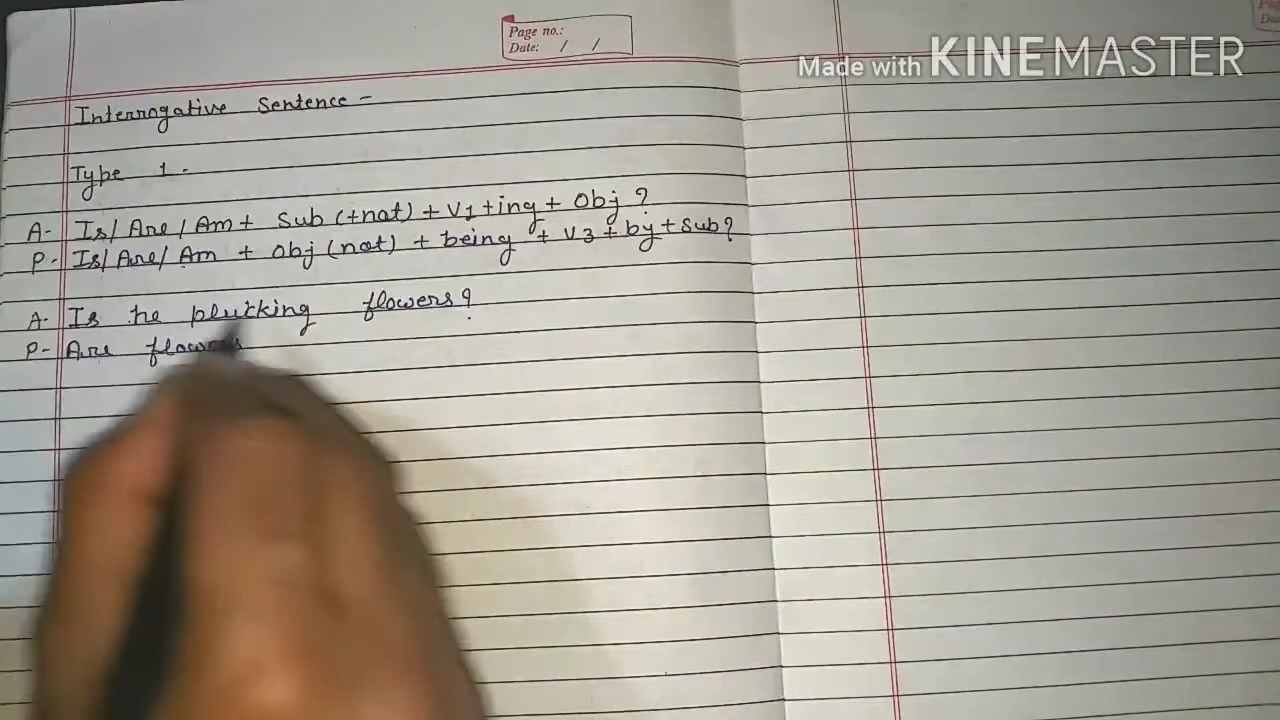 Page no.:
Date: / /
Made with KINEMASTER
Interrogative Sentence -
Type 1.
A- Is/Are/Am + Sub (+not) + V1 + ing + Obj ?
P- Is/Are/Am + Obj (not) + being + V3 + by + Sub?
A- Is he plucking flowers?
P- Are flowers